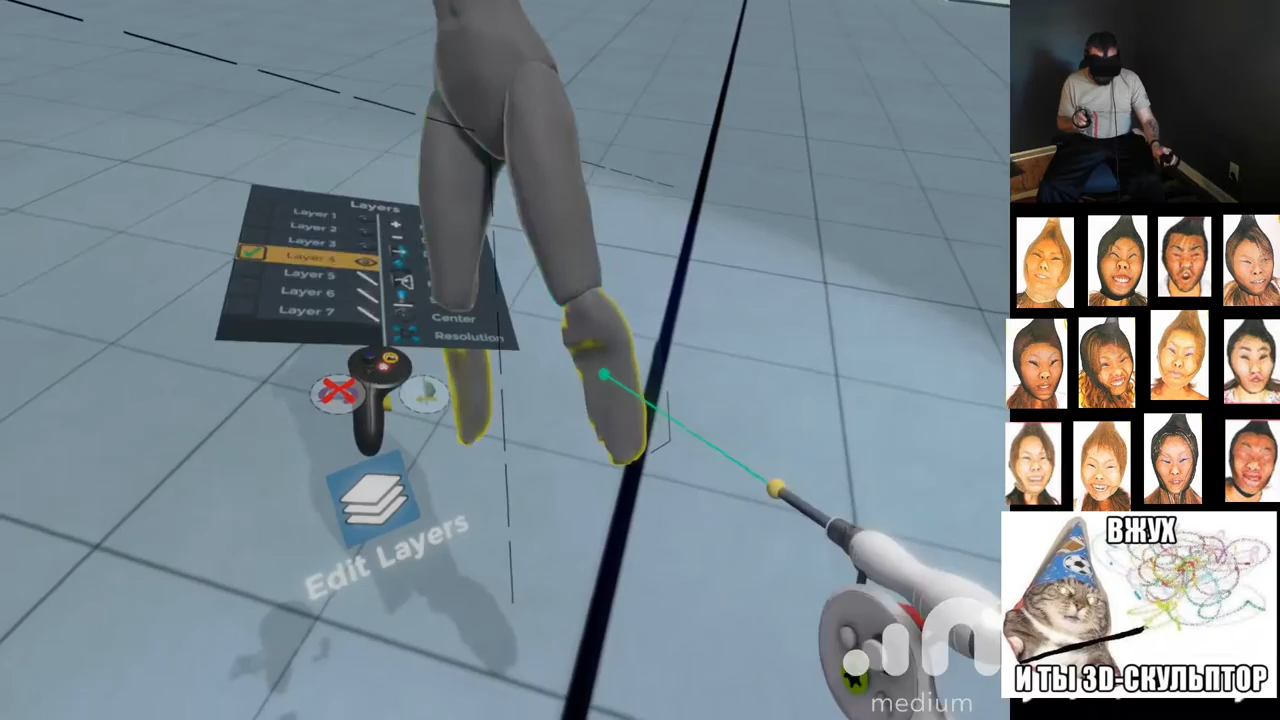 Layers
Layer 1
Layer 2
Layer 3
Layer 4
Layer 5
Layer 6
Layer 7
Center
Resolution
Edit Layers
medium
ВЖУХ
И ТЫ 3D-СКУЛЬПТОР